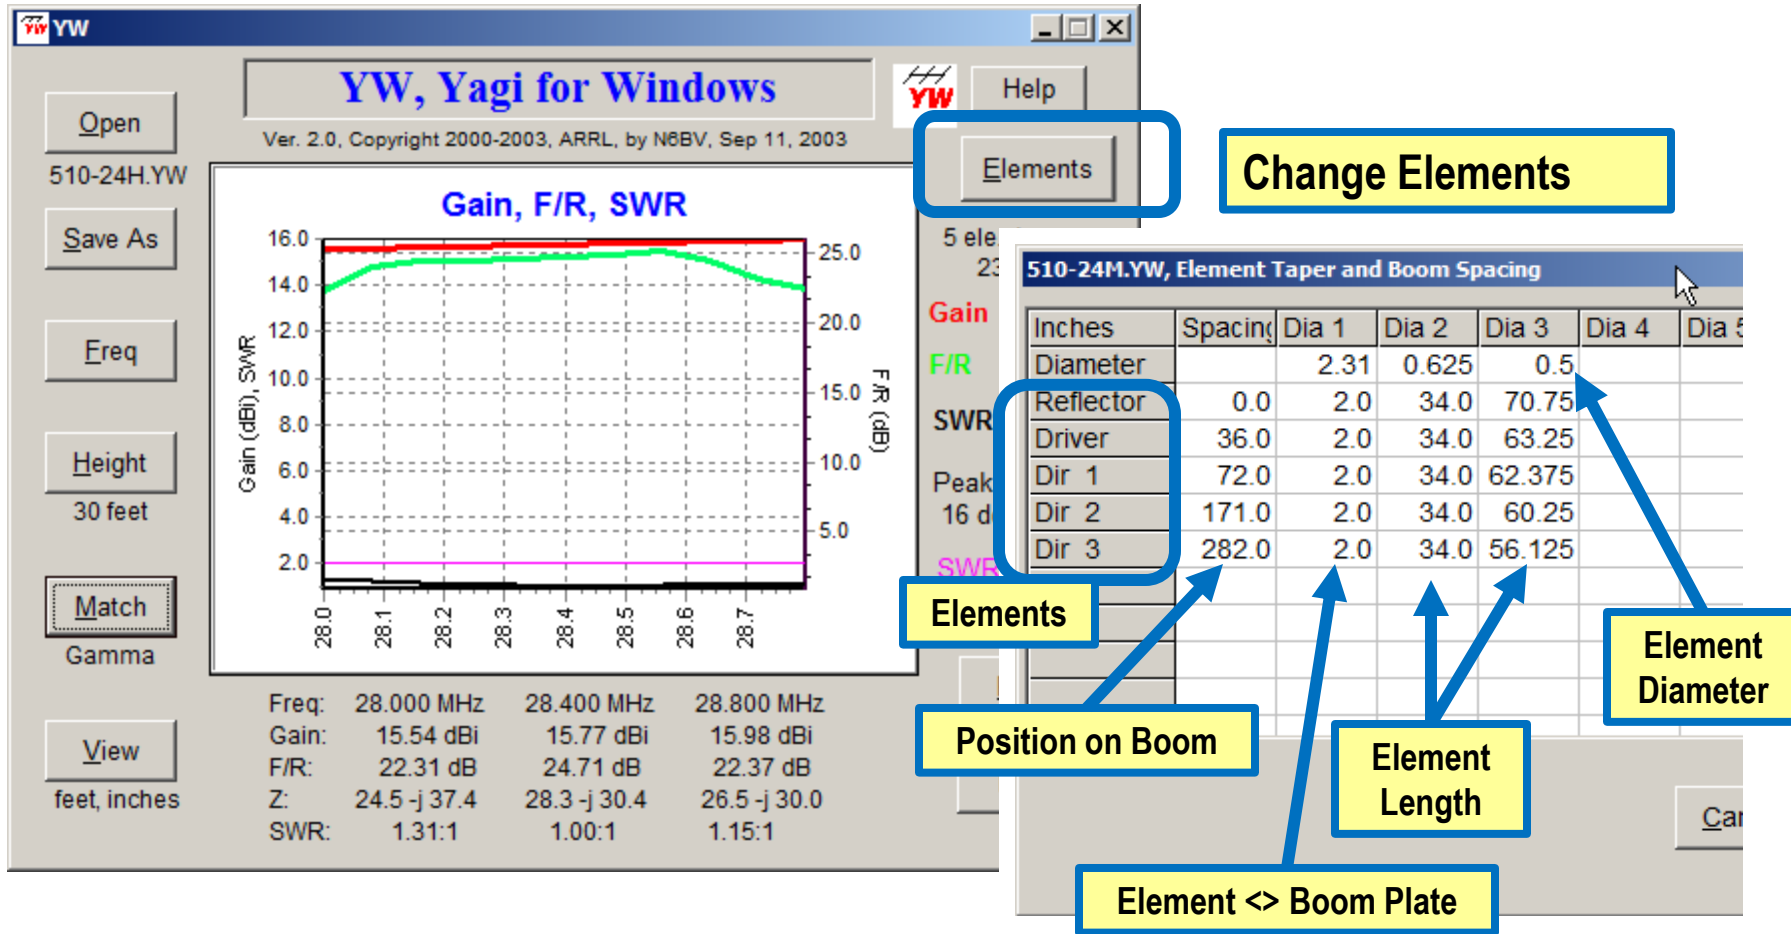 YW
YW, Yagi for Windows
YW
Help
Ver. 2.0, Copyright 2000-2003, ARRL, by N6BV, Sep 11, 2003
Open
510-24H.YW
Save As
Freq
Height
30 feet
Match
Gamma
View
feet, inches
Elements
Change Elements
Gain, F/R, SWR
Gain (dBi), SWR
16.0
14.0
12.0
10.0
8.0
6.0
4.0
2.0
25.0
20.0
15.0
10.0
5.0
F/R (dB)
28.0 28.1 28.2 28.3 28.4 28.5 28.6 28.7
Freq: 28.000 MHz 28.400 MHz 28.800 MHz
Gain: 15.54 dBi 15.77 dBi 15.98 dBi
F/R: 22.31 dB 24.71 dB 22.37 dB
Z: 24.5 -j 37.4 28.3 -j 30.4 26.5 -j 30.0
SWR: 1.31:1 1.00:1 1.15:1
5 ele
23
Gain
F/R
SWR
Peak
16 d
SWR
510-24M.YW, Element Taper and Boom Spacing
Inches Spacing Dia 1 Dia 2 Dia 3 Dia 4 Dia 5
Diameter 2.31 0.625 0.5
Reflector 0.0 2.0 34.0 70.75
Driver 36.0 2.0 34.0 63.25
Dir 1 72.0 2.0 34.0 62.375
Dir 2 171.0 2.0 34.0 60.25
Dir 3 282.0 2.0 34.0 56.125
Elements
Position on Boom
Element
Length
Element
Diameter
Element <> Boom Plate
Can